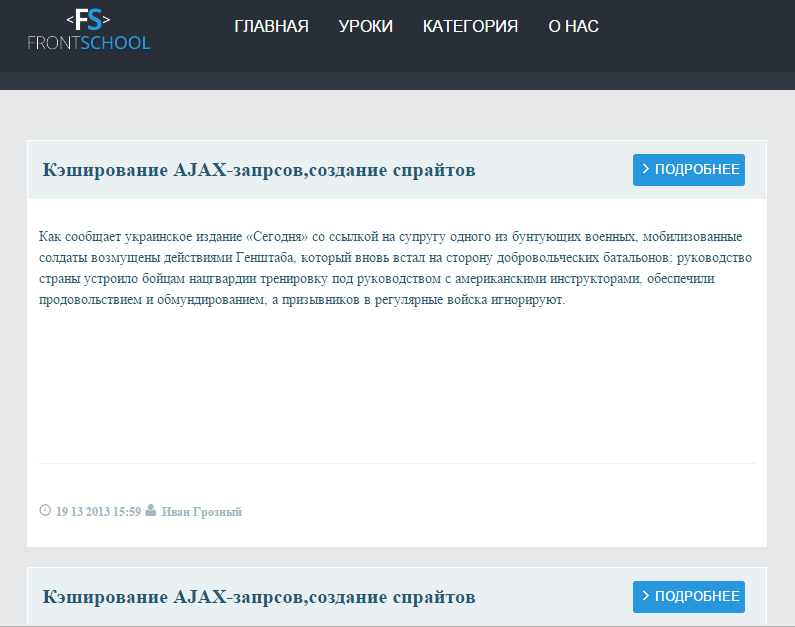 <FS>
FRONTSCHOOL
ГЛАВНАЯ УРОКИ КАТЕГОРИЯ О НАС
Кэширование AJAX-запрсов,создание спрайтов
ПОДРОБНЕЕ
Как сообщает украинское издание «Сегодня» со ссылкой на супругу одного из бунтующих военных, мобилизованные
солдаты возмущены действиями Генштаба, который вновь встал на сторону добровольческих батальонов: руководство
страны устроило бойцам нацгвардии тренировку под руководством с американскими инструкторами, обеспечили
продовольствием и обмундированием, а призывников в регулярные войска игнорируют.
19 13 2013 15:59 Иван Грозный
Кэширование AJAX-запрсов,создание спрайтов
ПОДРОБНЕЕ